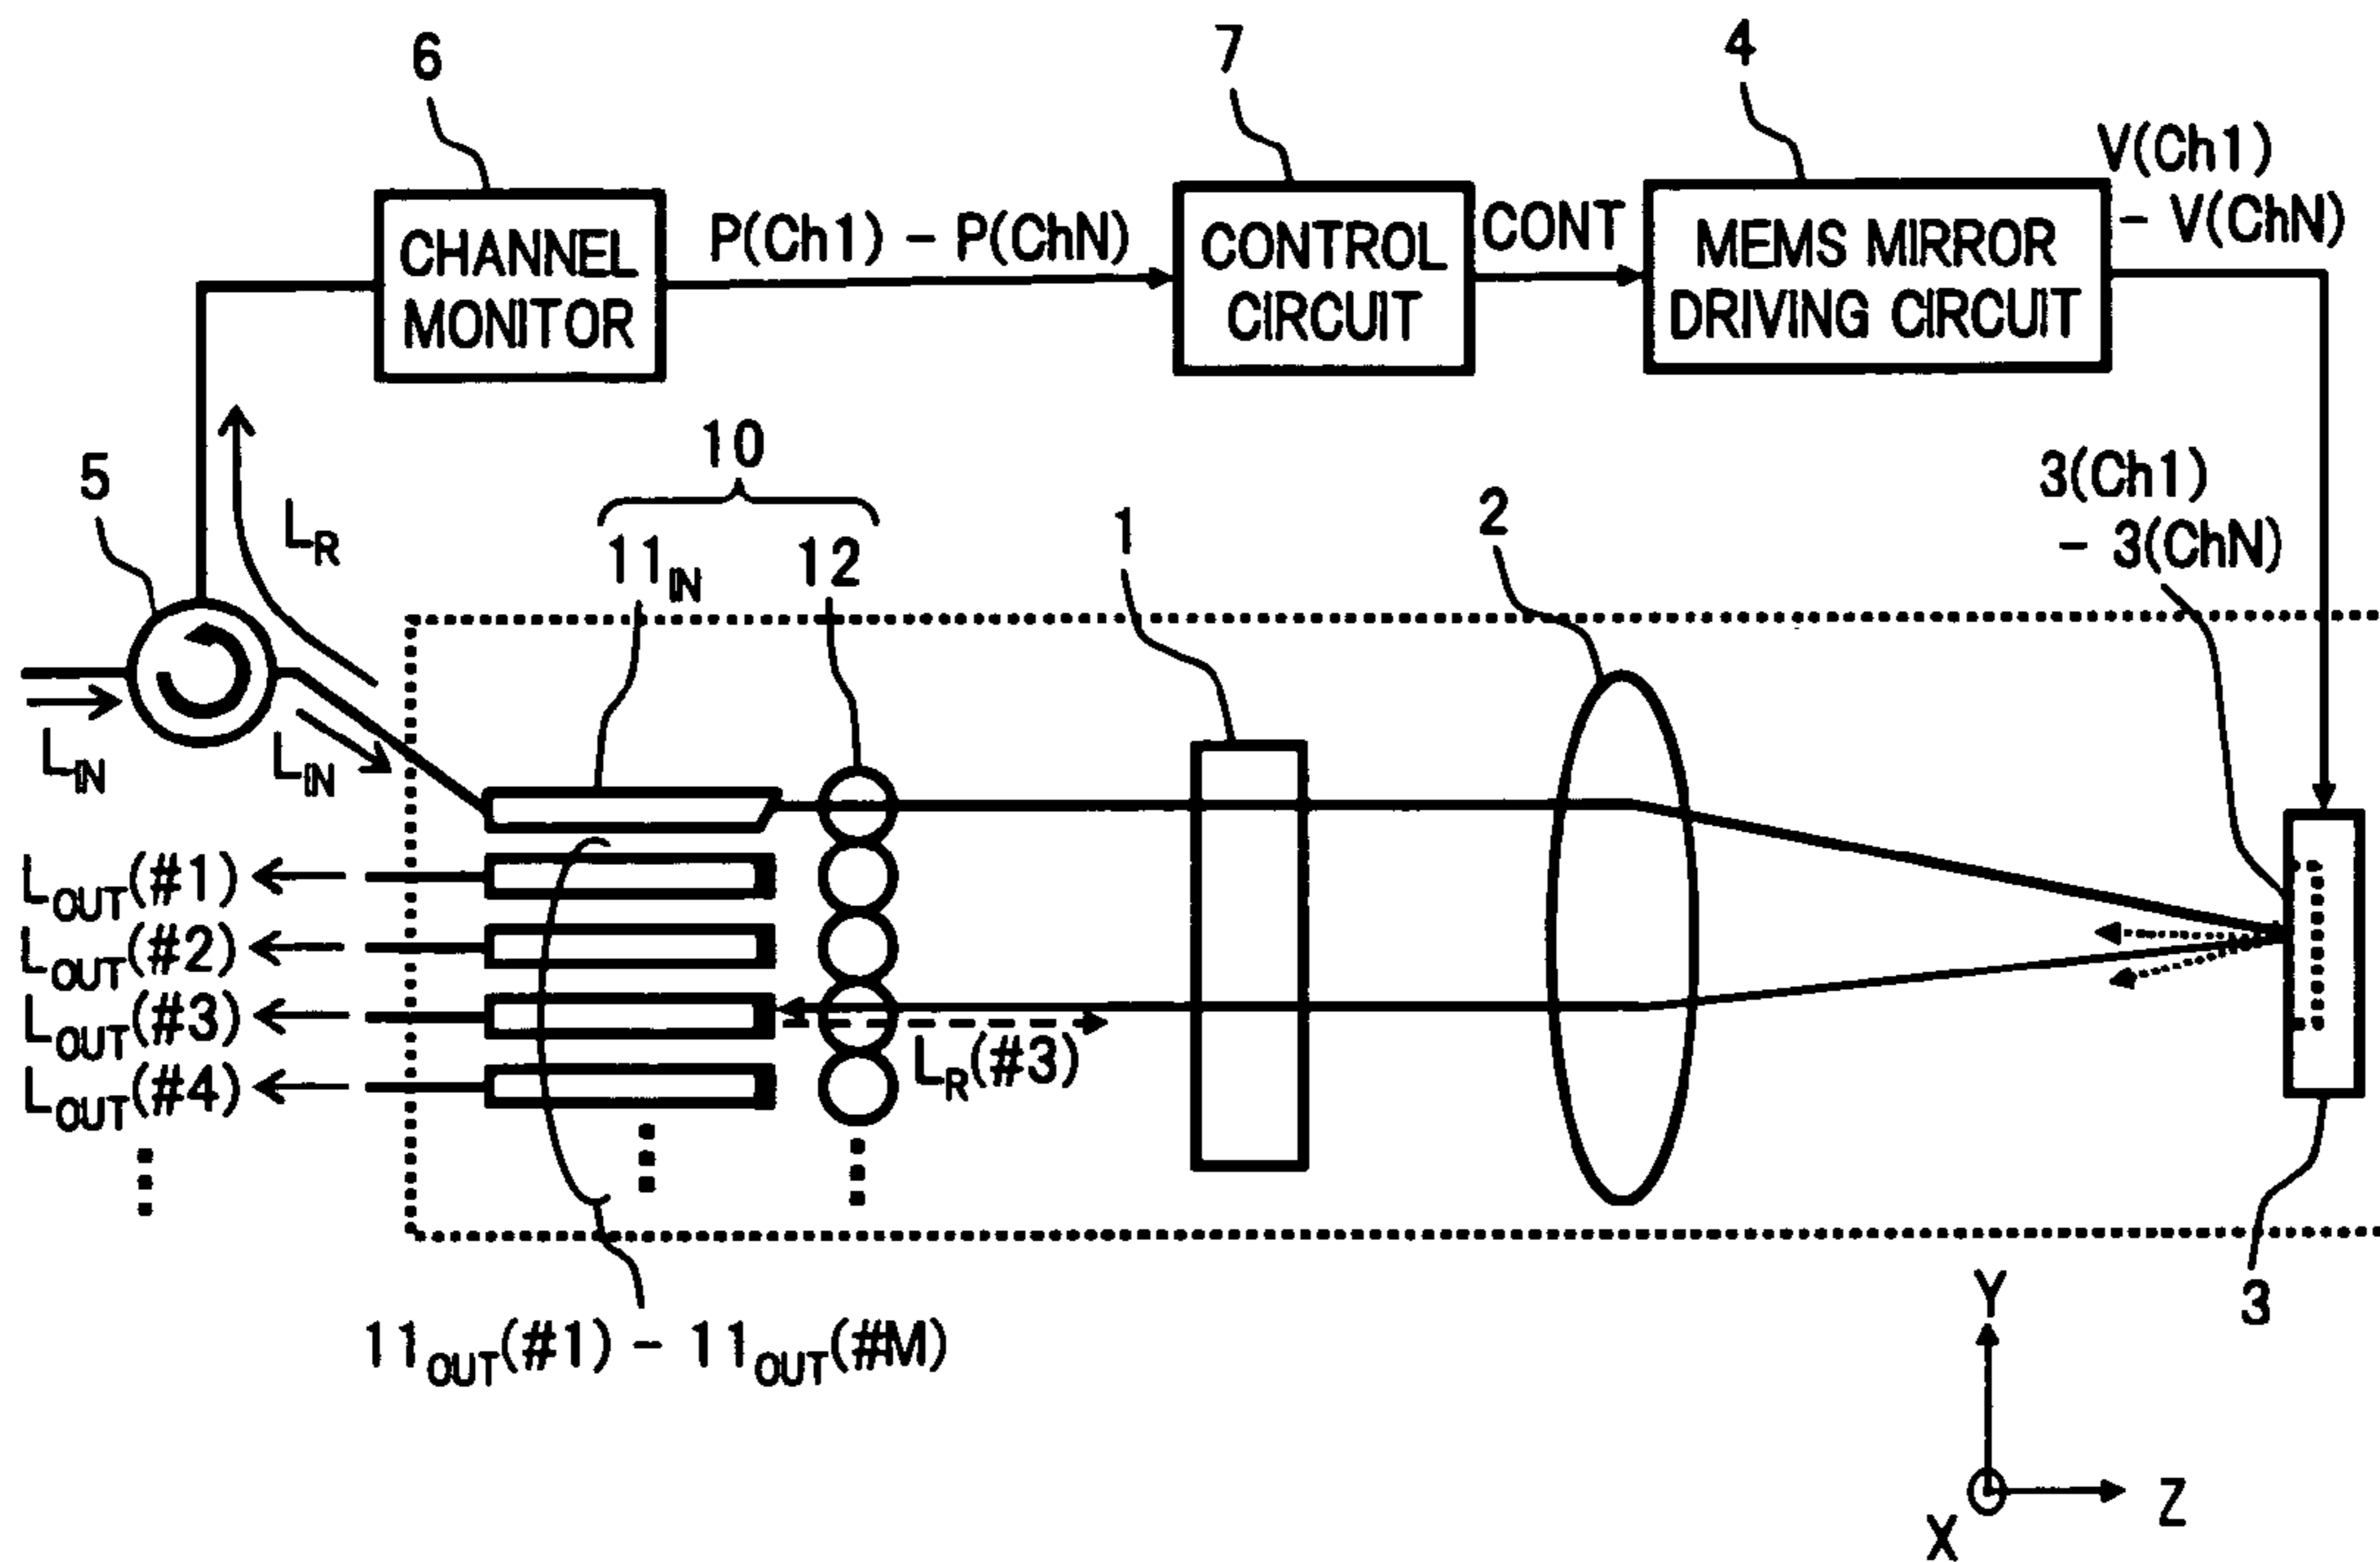 6
7
4
V(Ch1)
- V(ChN)
CHANNEL
MONITOR
P(Ch1) - P(ChN)
CONTROL
CIRCUIT
CONT
MEMS MIRROR
DRIVING CIRCUIT
5
LR
10
11IN
12
1
2
3(Ch1)
- 3(ChN)
LIN
LIN
LOUT(#1)
LOUT(#2)
LOUT(#3)
LOUT(#4)
LR(#3)
11OUT(#1) - 11OUT(#M)
3
Y
X
Z